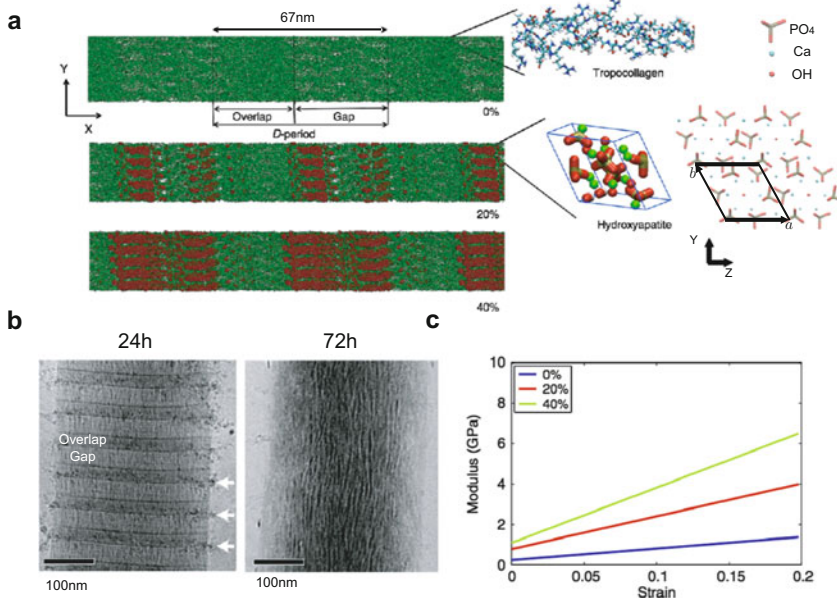 a
67nm
Y
X
Overlap
Gap
D-period
0%
20%
40%
Tropocollagen
Hydroxyapatite
PO4
Ca
OH
b
a
Y
Z
b
24h
72h
Overlap
Gap
100nm
100nm
c
Modulus (GPa)
10
8
6
4
2
0
0%
20%
40%
0
0.05
0.1
0.15
0.2
Strain